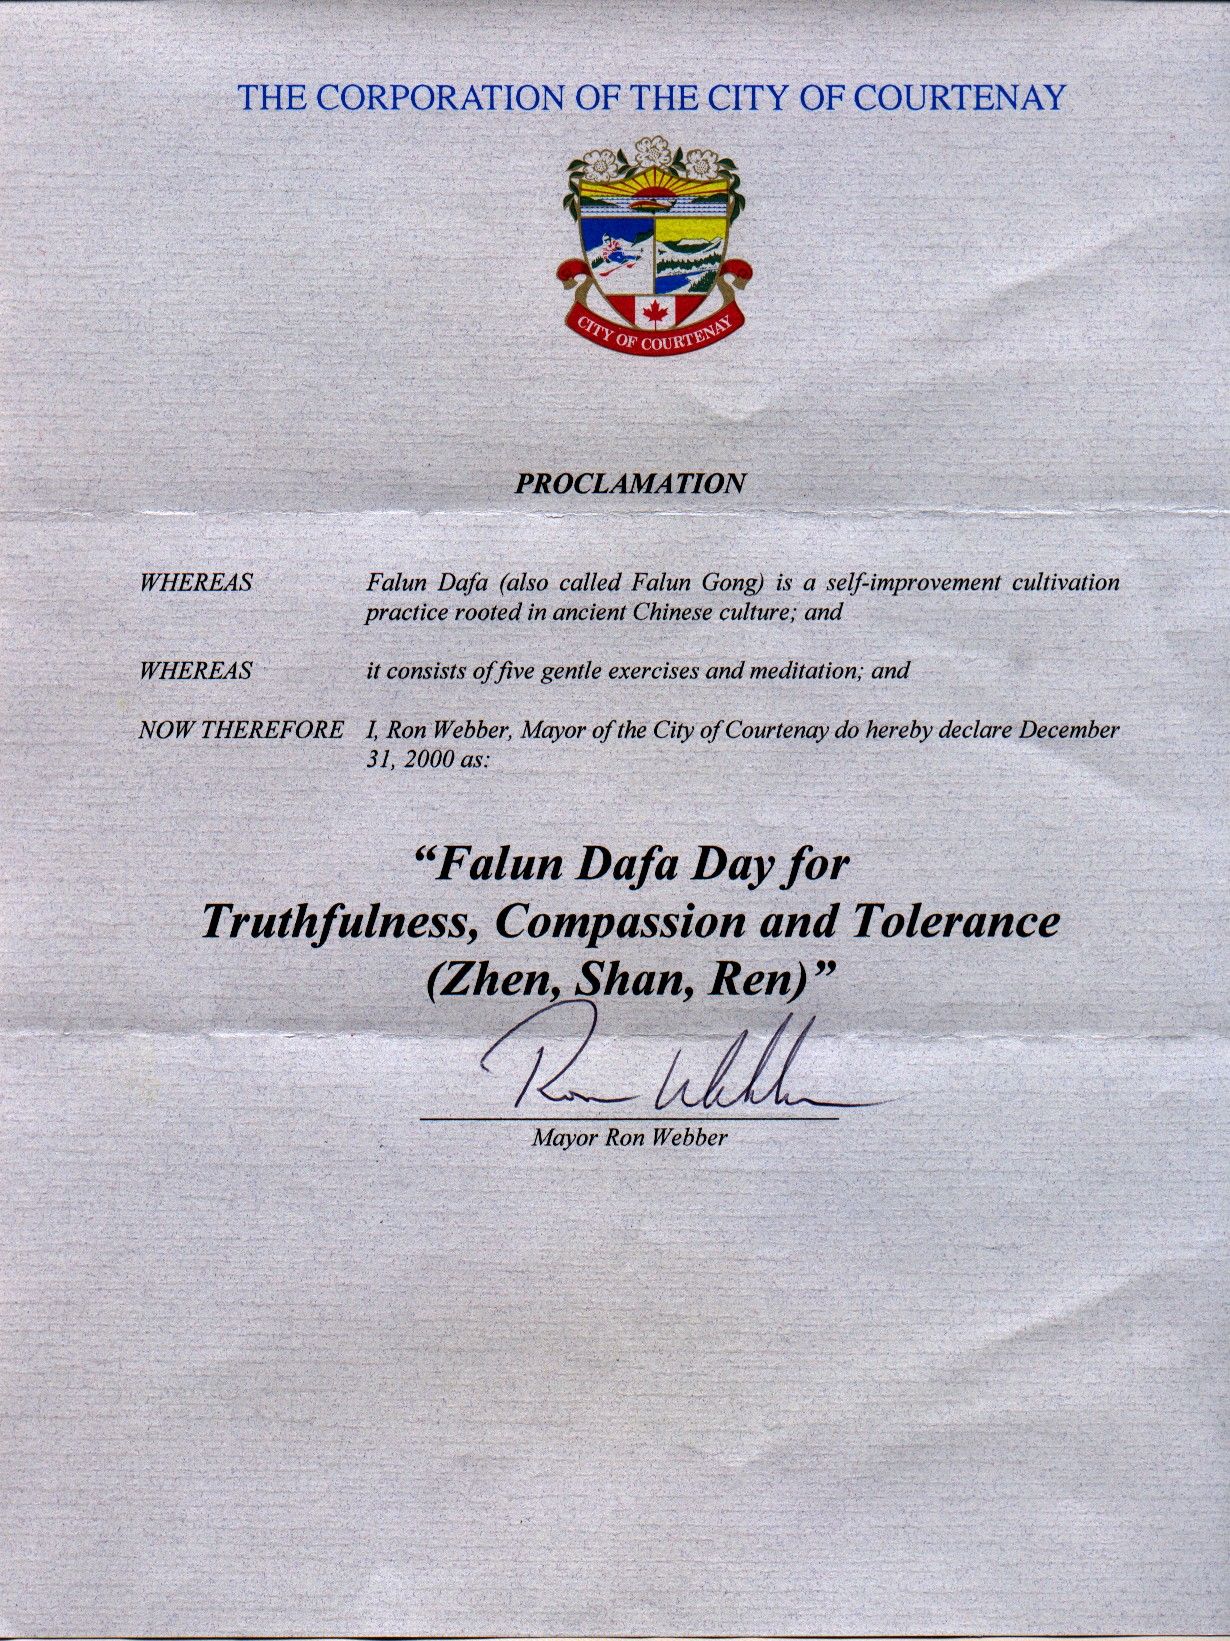 THE CORPORATION OF THE CITY OF COURTENAY
CITY OF COURTENAY
PROCLAMATION
WHEREAS Falun Dafa (also called Falun Gong) is a self-improvement cultivation
practice rooted in ancient Chinese culture; and
WHEREAS it consists of five gentle exercises and meditation; and
NOW THEREFORE I, Ron Webber, Mayor of the City of Courtenay do hereby declare December
31, 2000 as:
“Falun Dafa Day for
Truthfulness, Compassion and Tolerance
(Zhen, Shan, Ren)”
Ron Webber
Mayor Ron Webber